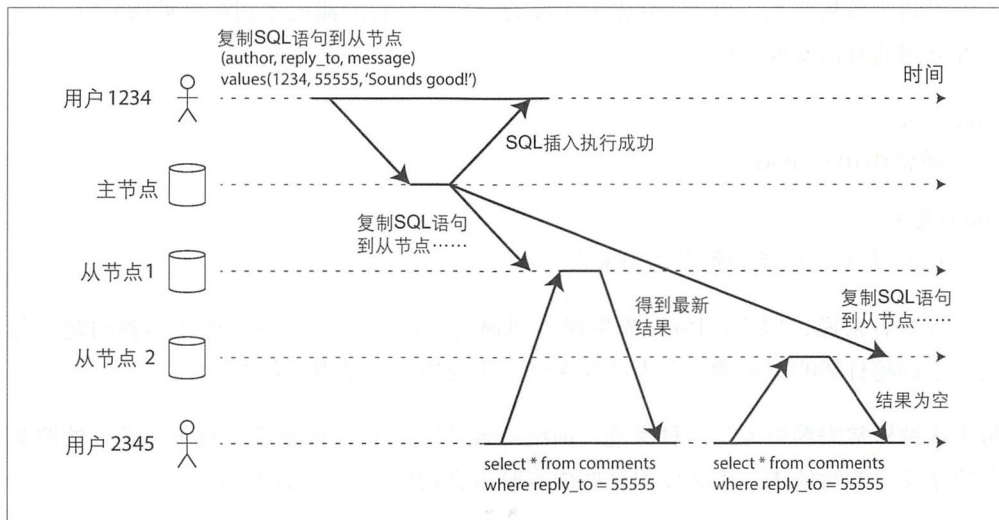 复制SQL语句到从节点
(author, reply_to, message)
values(1234, 55555, ‘Sounds good!’)
时间
用户1234
SQL插入执行成功
主节点
复制SQL语句
到从节点……
从节点1
得到最新
结果
复制SQL语句
到从节点……
从节点 2
结果为空
用户2345
select * from comments
where reply_to = 55555
select * from comments
where reply_to = 55555